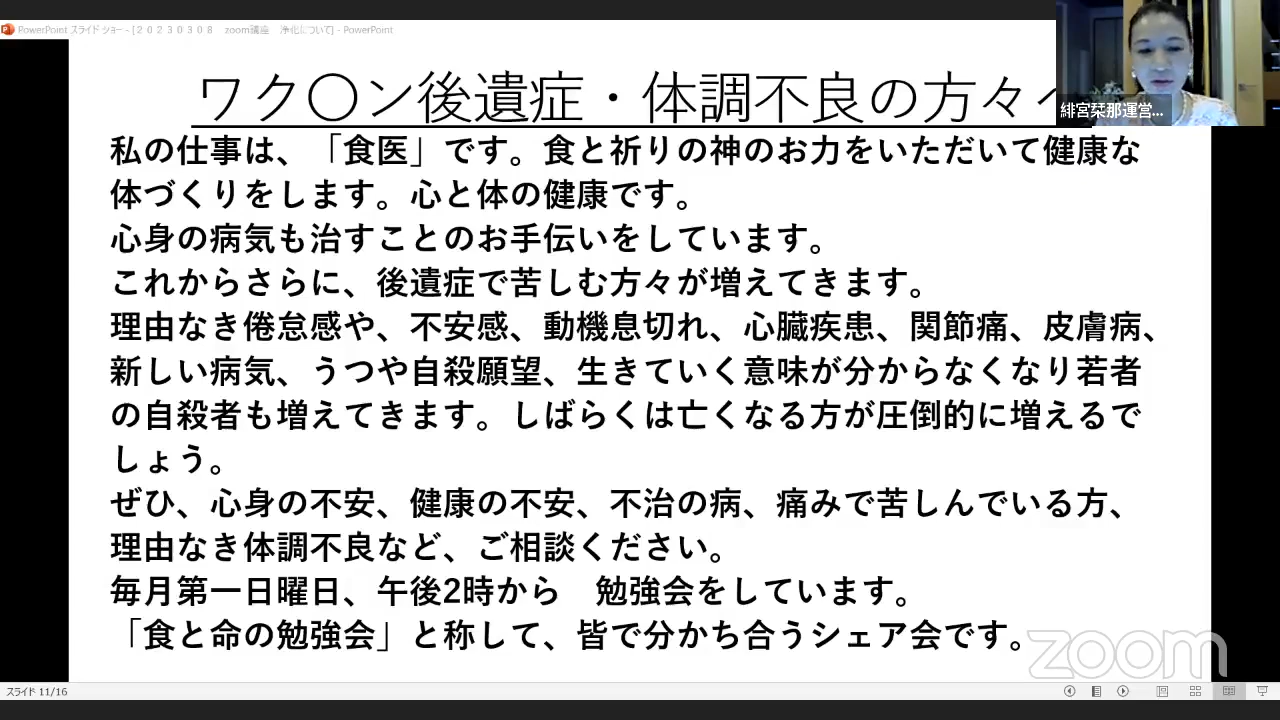 PowerPoint スライド ショー - [２０２３０３０８　zoom講座　浄化について] - PowerPoint
緋宮栞那運営...
ワク〇ン後遺症・体調不良の方々へ
私の仕事は、「食医」です。食と祈りの神のお力をいただいて健康な
体づくりをします。心と体の健康です。
心身の病気も治すことのお手伝いをしています。
これからさらに、後遺症で苦しむ方々が増えてきます。
理由なき倦怠感や、不安感、動機息切れ、心臓疾患、関節痛、皮膚病、
新しい病気、うつや自殺願望、生きていく意味が分からなくなり若者
の自殺者も増えてきます。しばらくは亡くなる方が圧倒的に増えるで
しょう。
ぜひ、心身の不安、健康の不安、不治の病、痛みで苦しんでいる方、
理由なき体調不良など、ご相談ください。
毎月第一日曜日、午後2時から　勉強会をしています。
「食と命の勉強会」と称して、皆で分かち合うシェア会です。
zoom
スライド 11/16